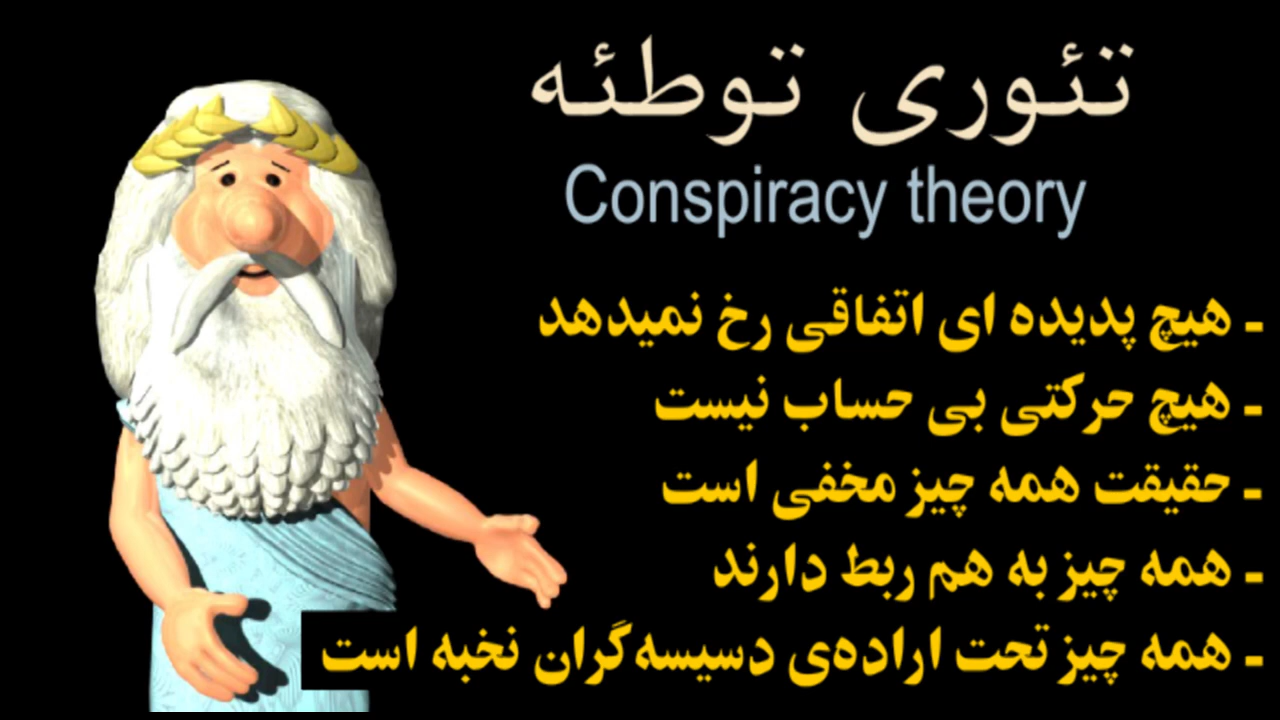 تئوری توطئه
Conspiracy theory
- هیچ پدیده ای اتفاقی رخ نمیدهد
- هیچ حرکتی بی حساب نیست
- حقیقت همه چیز مخفی است
- همه چیز به هم ربط دارند
- همه چیز تحت اراده‌ی دسیسه‌گران نخبه است